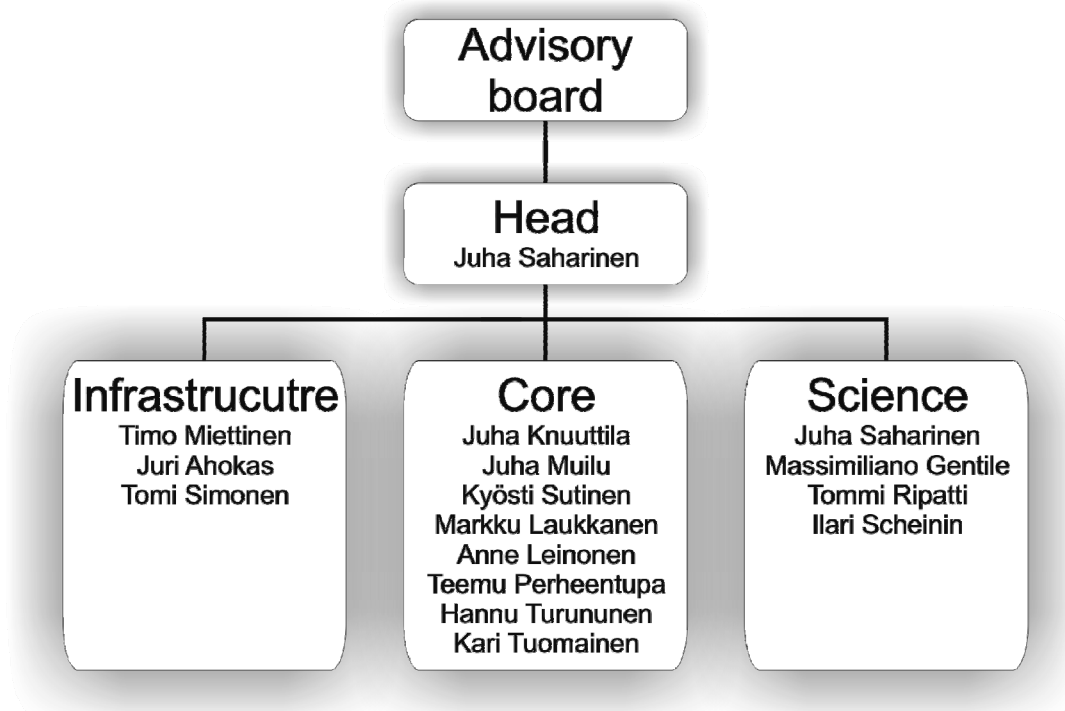 Advisory
board
Head
Juha Saharinen
Infrastrucutre
Timo Miettinen
Juri Ahokas
Tomi Simonen
Core
Juha Knuuttila
Juha Muilu
Kyösti Sutinen
Markku Laukkanen
Anne Leinonen
Teemu Perheentupa
Hannu Turununen
Kari Tuomainen
Science
Juha Saharinen
Massimiliano Gentile
Tommi Ripatti
Ilari Scheinin